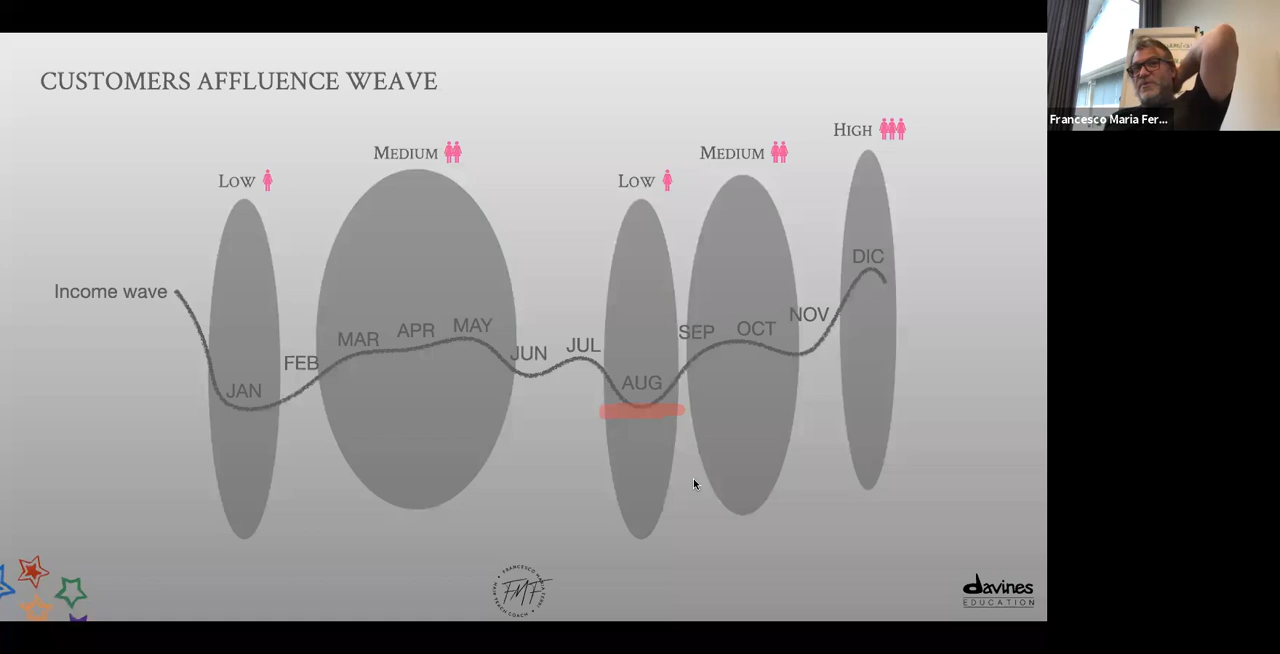 CUSTOMERS AFFLUENCE WEAVE
Francesco Maria Fer...
HIGH
MEDIUM
MEDIUM
LOW
LOW
DIC
Income wave
NOV
SEP
OCT
MAR
APR
MAY
JUN
JUL
FEB
JAN
AUG
FMF
davines
EDUCATION